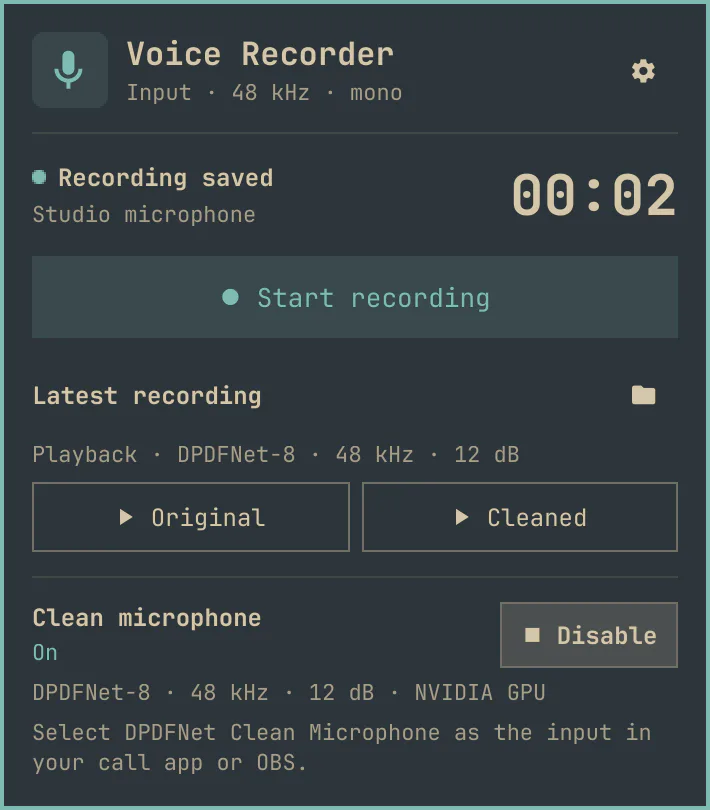 Voice Recorder
Input · 48 kHz · mono
Recording saved
00:02
Studio microphone
Start recording
Latest recording
Playback · DPDFNet-8 · 48 kHz · 12 dB
Original
Cleaned
Clean microphone
On
Disable
DPDFNet-8 · 48 kHz · 12 dB · NVIDIA GPU
Select DPDFNet Clean Microphone as the input in
your call app or OBS.